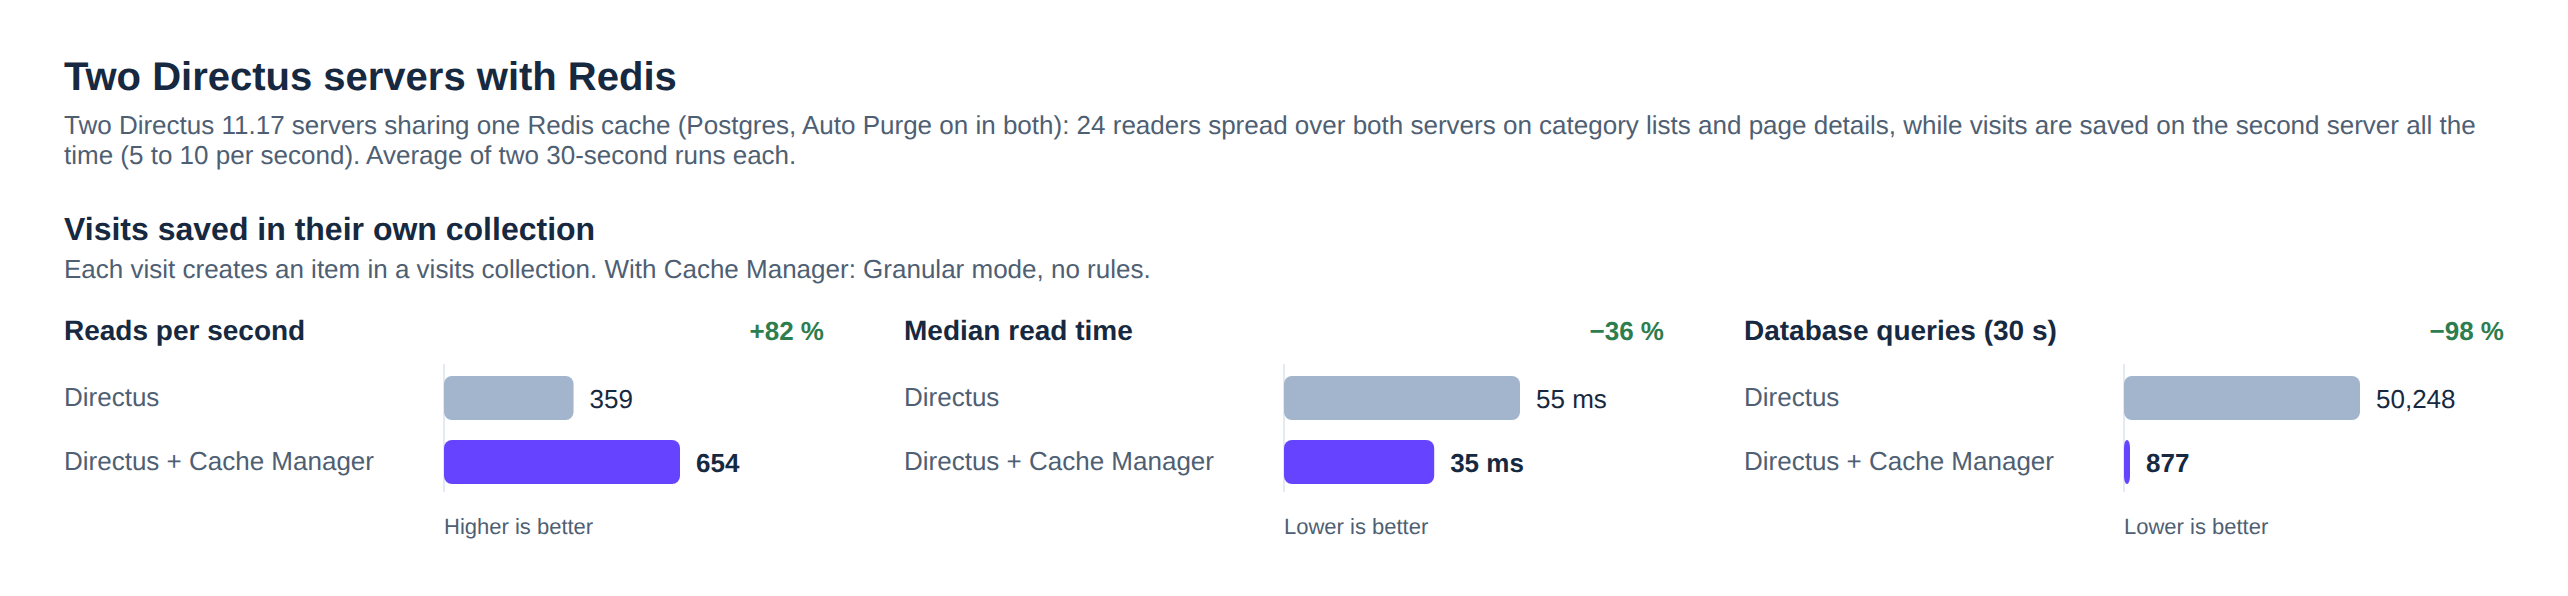 Two Directus servers with Redis
Two Directus 11.17 servers sharing one Redis cache (Postgres, Auto Purge on in both): 24 readers spread over both servers on category lists and page details, while visits are saved on the second server all the
time (5 to 10 per second). Average of two 30-second runs each.
Visits saved in their own collection
Each visit creates an item in a visits collection. With Cache Manager: Granular mode, no rules.
Reads per second +82 %
Directus 359
Directus + Cache Manager 654
Higher is better
Median read time −36 %
Directus 55 ms
Directus + Cache Manager 35 ms
Lower is better
Database queries (30 s) −98 %
Directus 50,248
Directus + Cache Manager 877
Lower is better